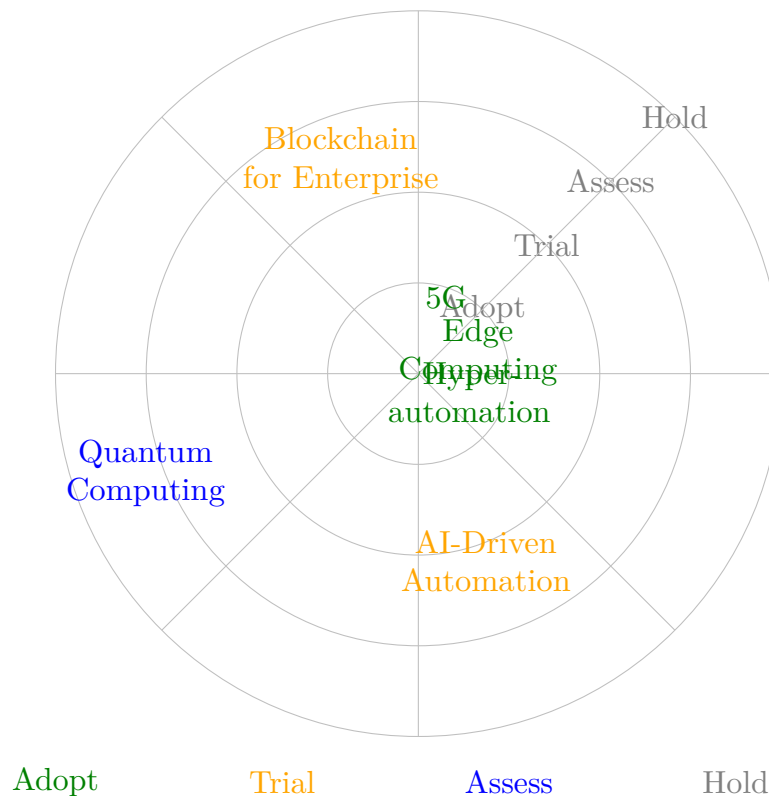 Hold
Blockchain
for Enterprise
Assess
Trial
5G
Adopt
Edge
Computing
Hyper-
automation
Quantum
Computing
AI-Driven
Automation
Adopt
Trial
Assess
Hold